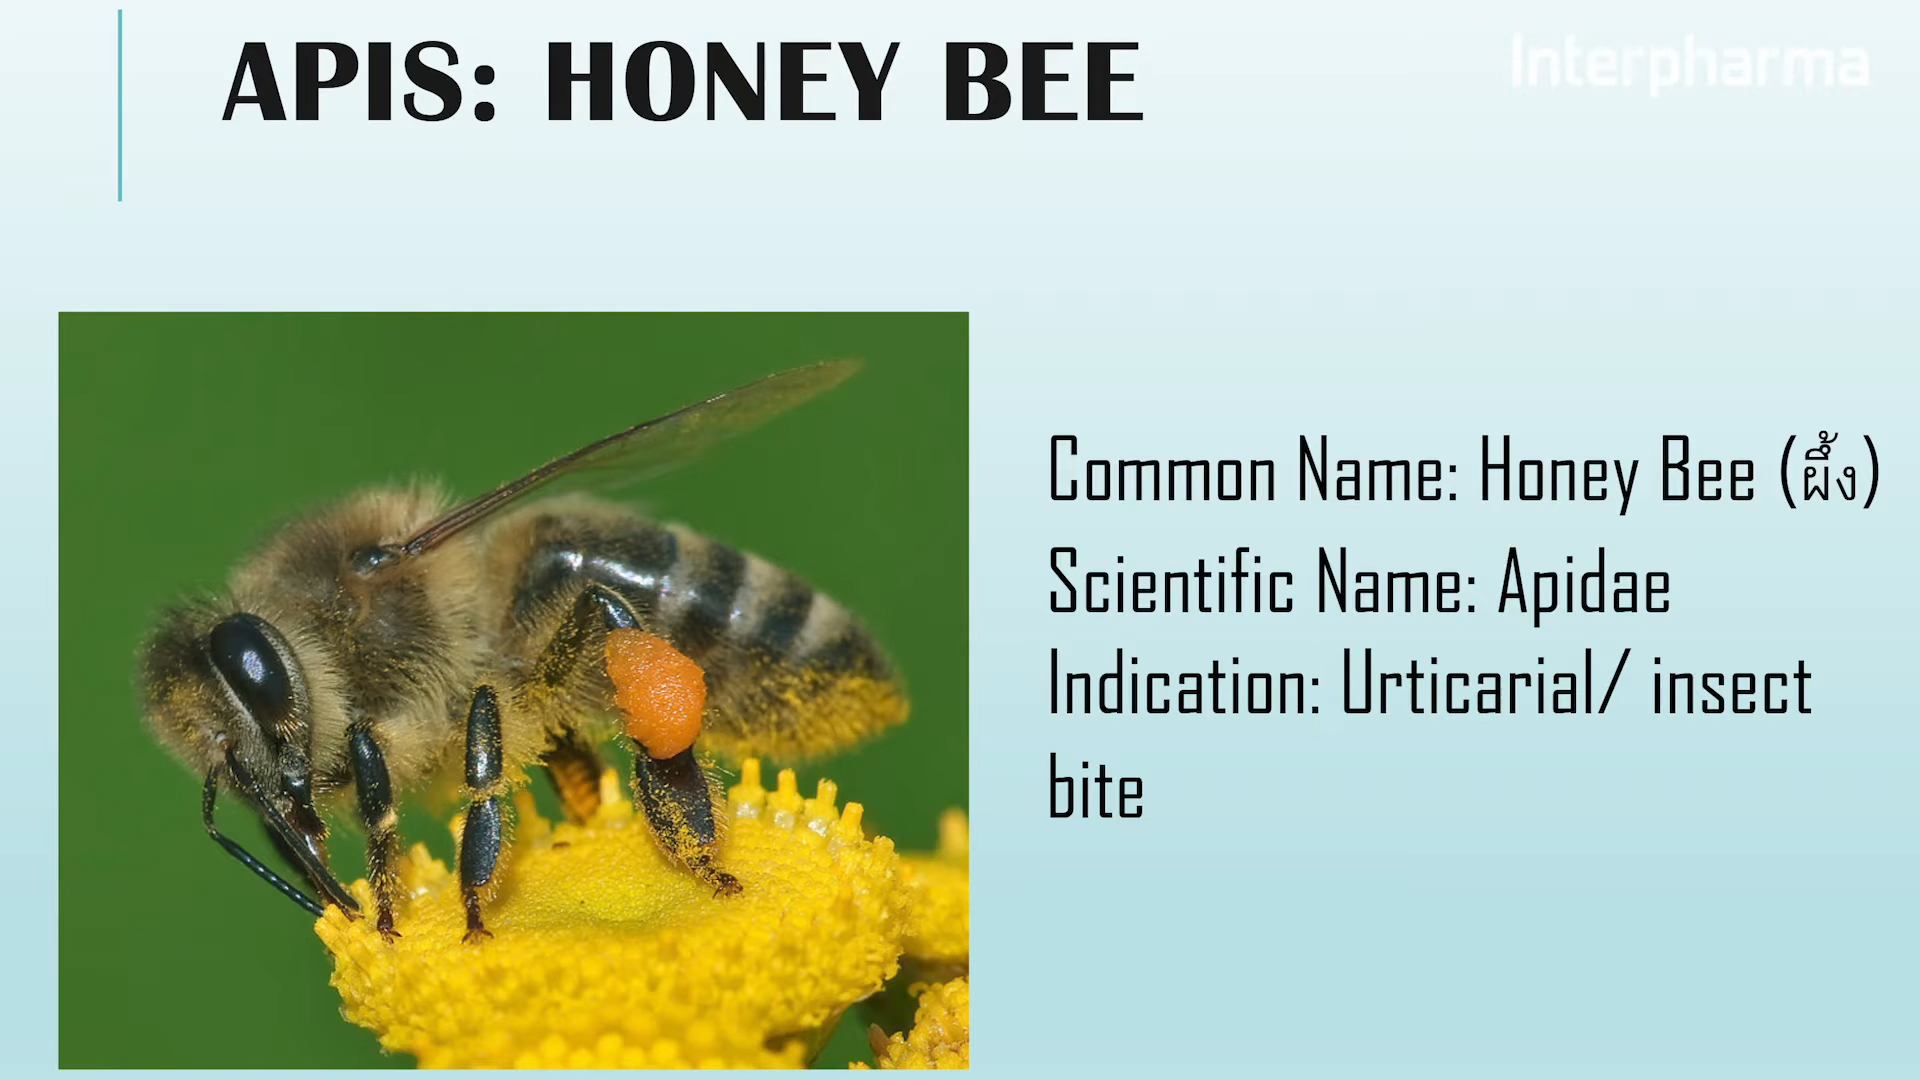 APIS: HONEY BEE
Interpharma
Common Name: Honey Bee (ผึ้ง)
Scientific Name: Apidae
Indication: Urticarial/ insect
bite